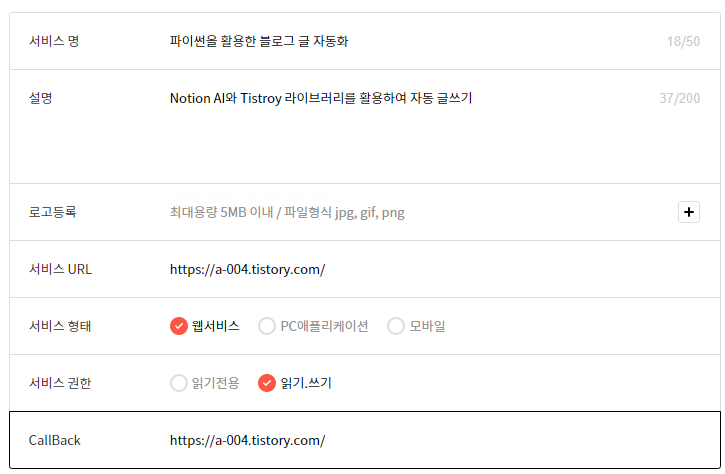 서비스 명 파이썬을 활용한 블로그 글 자동화 18/50
설명 Notion AI와 Tistroy 라이브러리를 활용하여 자동 글쓰기 37/200
로고등록 최대용량 5MB 이내 / 파일형식 jpg, gif, png +
서비스 URL https://a-004.tistory.com/
서비스 형태 웹서비스 PC애플리케이션 모바일
서비스 권한 읽기전용 읽기.쓰기
CallBack https://a-004.tistory.com/